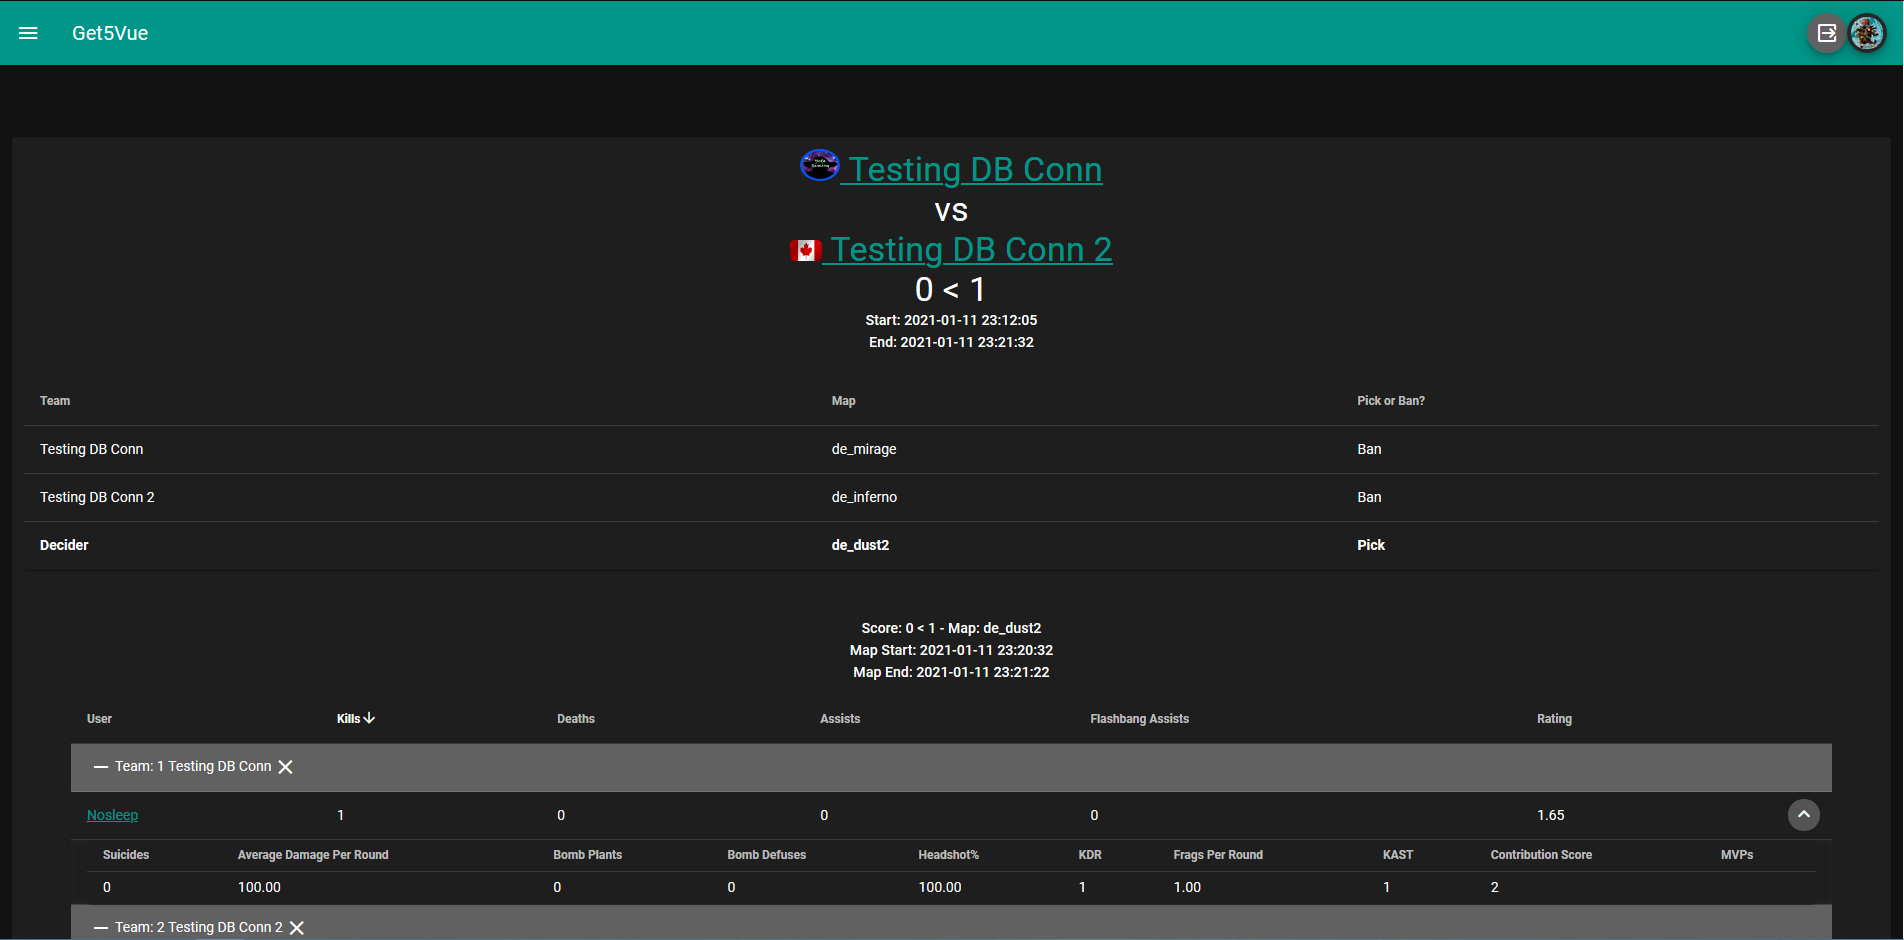 Get5Vue
Testing DB Conn
vs
Testing DB Conn 2
0 < 1
Start: 2021-01-11 23:12:05
End: 2021-01-11 23:21:32
Team Map Pick or Ban?
Testing DB Conn de_mirage Ban
Testing DB Conn 2 de_inferno Ban
Decider de_dust2 Pick
Score: 0 < 1 - Map: de_dust2
Map Start: 2021-01-11 23:20:32
Map End: 2021-01-11 23:21:22
User Kills Deaths Assists Flashbang Assists Rating
Team: 1 Testing DB Conn
Nosleep 1 0 0 0 1.65
Suicides Average Damage Per Round Bomb Plants Bomb Defuses Headshot% KDR Frags Per Round KAST Contribution Score MVPs
0 100.00 0 0 100.00 1 1.00 1 2
Team: 2 Testing DB Conn 2